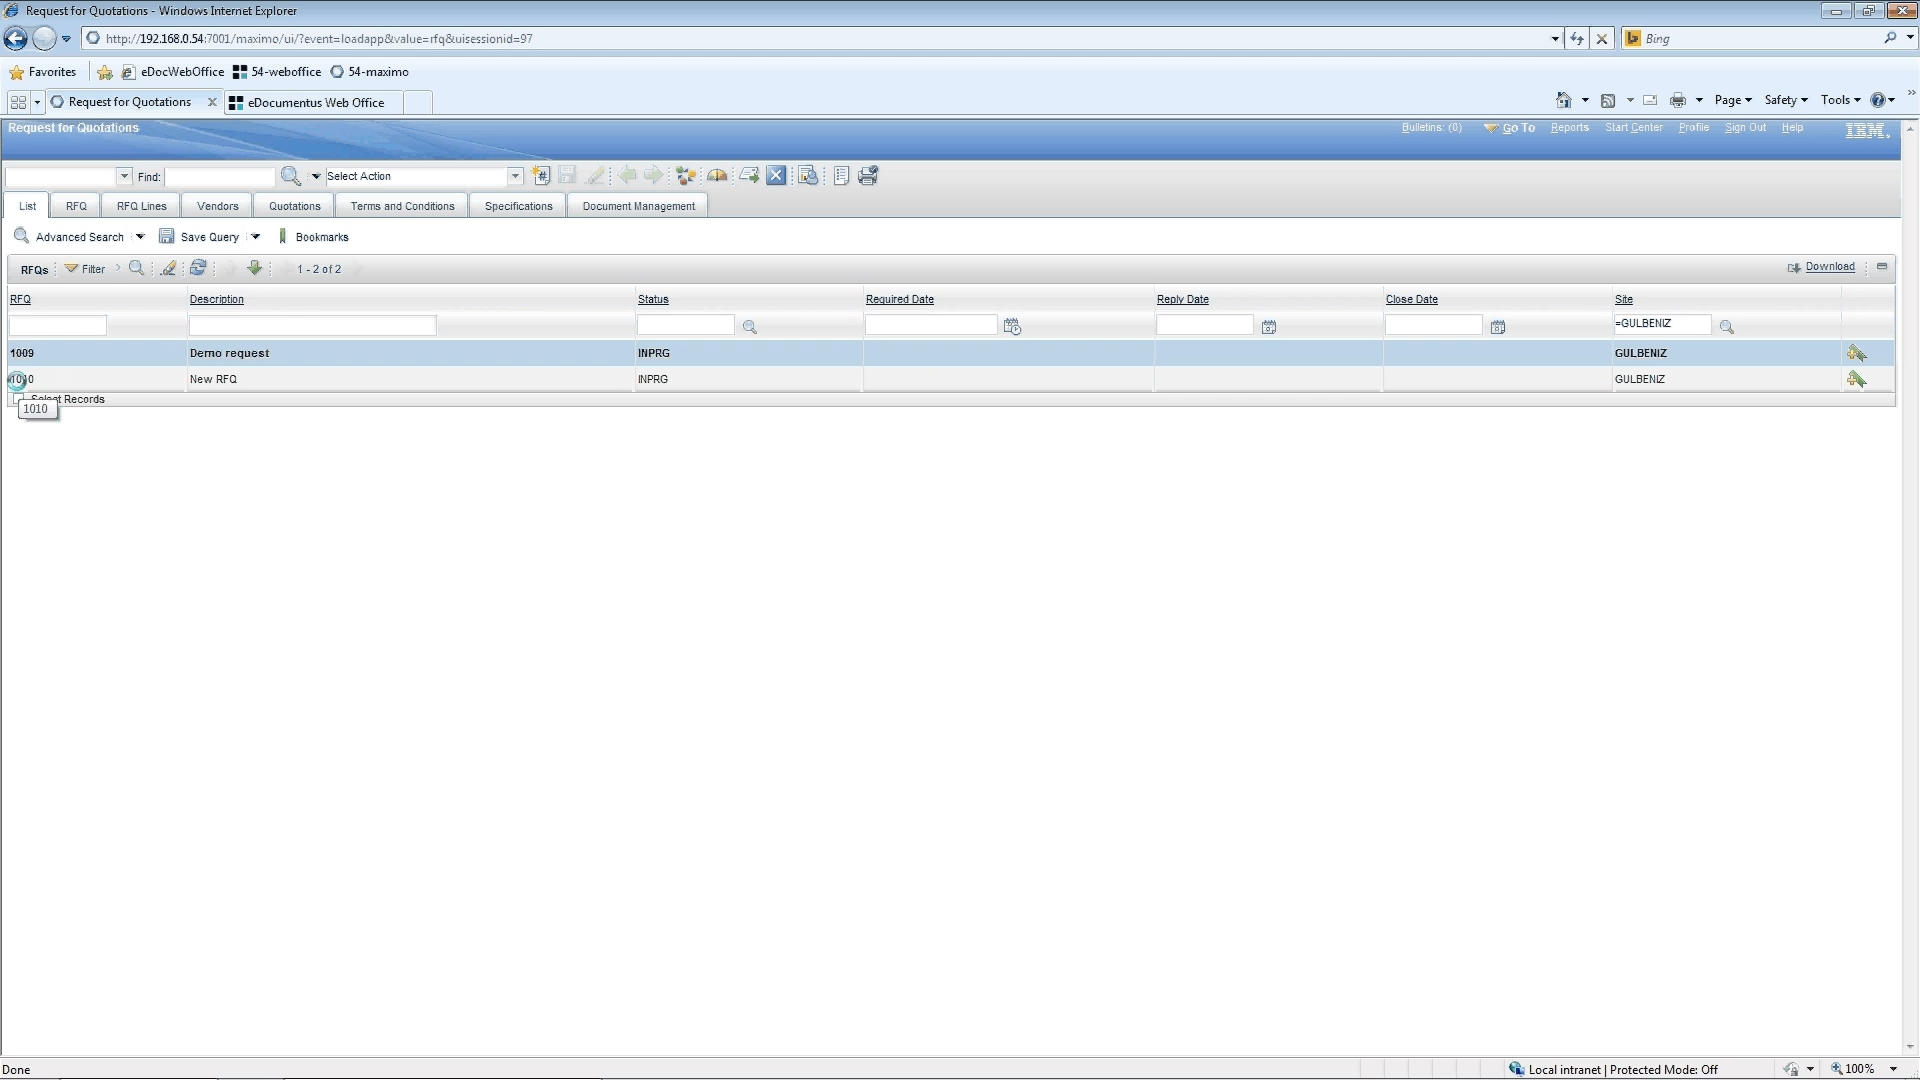 Request for Quotations - Windows Internet Explorer
http://192.168.0.54:7001/maximo/ui/?event=loadapp&value=rfq&uisessionid=97
Bing
Favorites eDocWebOffice 54-weboffice 54-maximo
Request for Quotations eDocumentus Web Office Page Safety Tools
Request for Quotations Bulletins: (0) Go To Reports Start Center Profile Sign Out Help IBM.
Find: Select Action
List RFQ RFQ Lines Vendors Quotations Terms and Conditions Specifications Document Management
Advanced Search Save Query Bookmarks
RFQs Filter 1 - 2 of 2 Download
RFQ Description Status Required Date Reply Date Close Date Site
=GULBENIZ
1009 Demo request INPRG GULBENIZ
1010 New RFQ INPRG GULBENIZ
Select Records
1010
Done Local intranet | Protected Mode: Off 100%